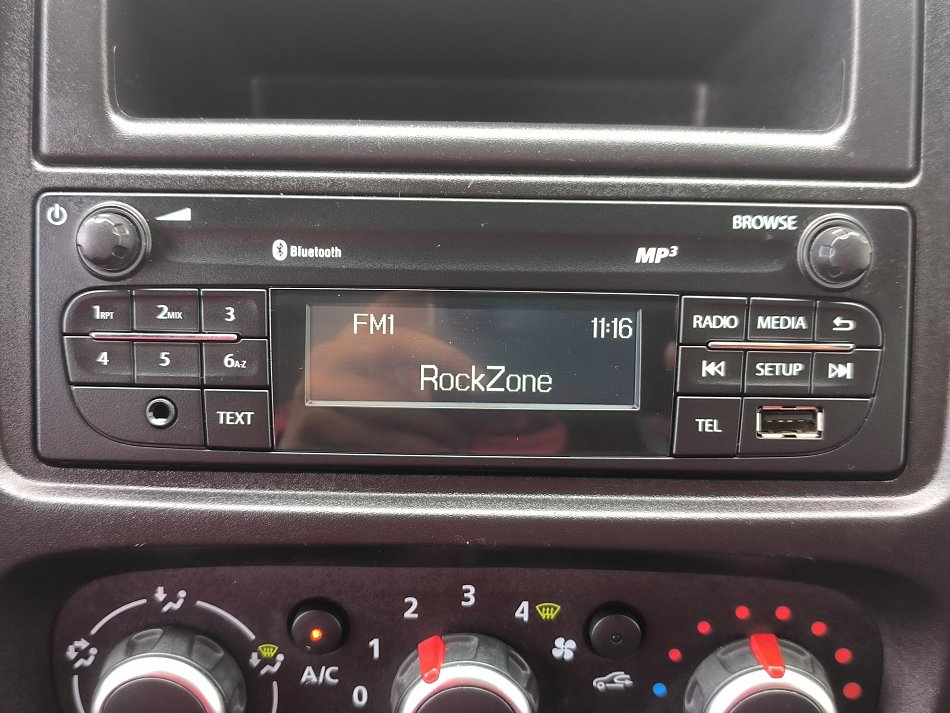 BROWSE
Bluetooth
MP3
1RPT 2MIX 3
FM1 11:16
RADIO MEDIA
4 5 6A-Z
RockZone
SETUP
TEXT
TEL
0 1 2 3 4
A/C